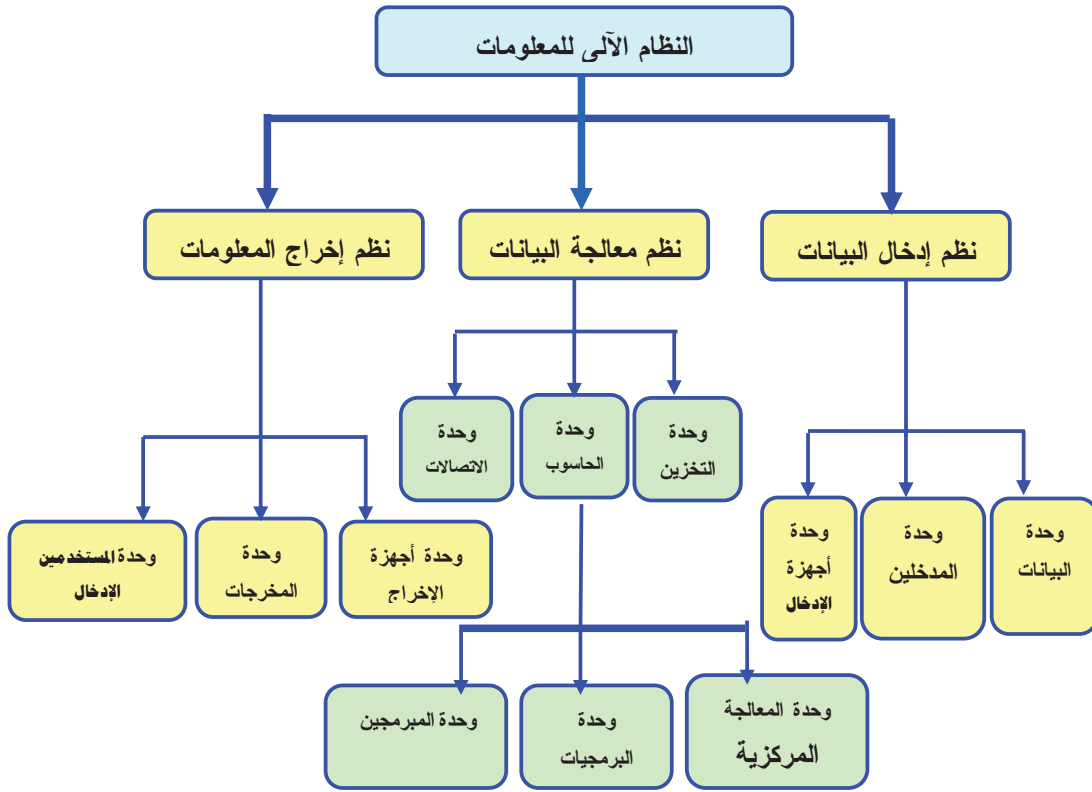 النظام الآلى للمعلومات
نظم إدخال البيانات
نظم معالجة البيانات
نظم إخراج المعلومات
وحدة
التخزين
وحدة
الحاسوب
وحدة
الاتصالات
وحدة
البيانات
وحدة
المدخلين
وحدة
أجهزة
الإدخال
وحدة أجهزة
الإخراج
وحدة
المخرجات
وحدة المستخدمين
الإدخال
وحدة المعالجة
المركزية
وحدة
البرمجيات
وحدة المبرمجين